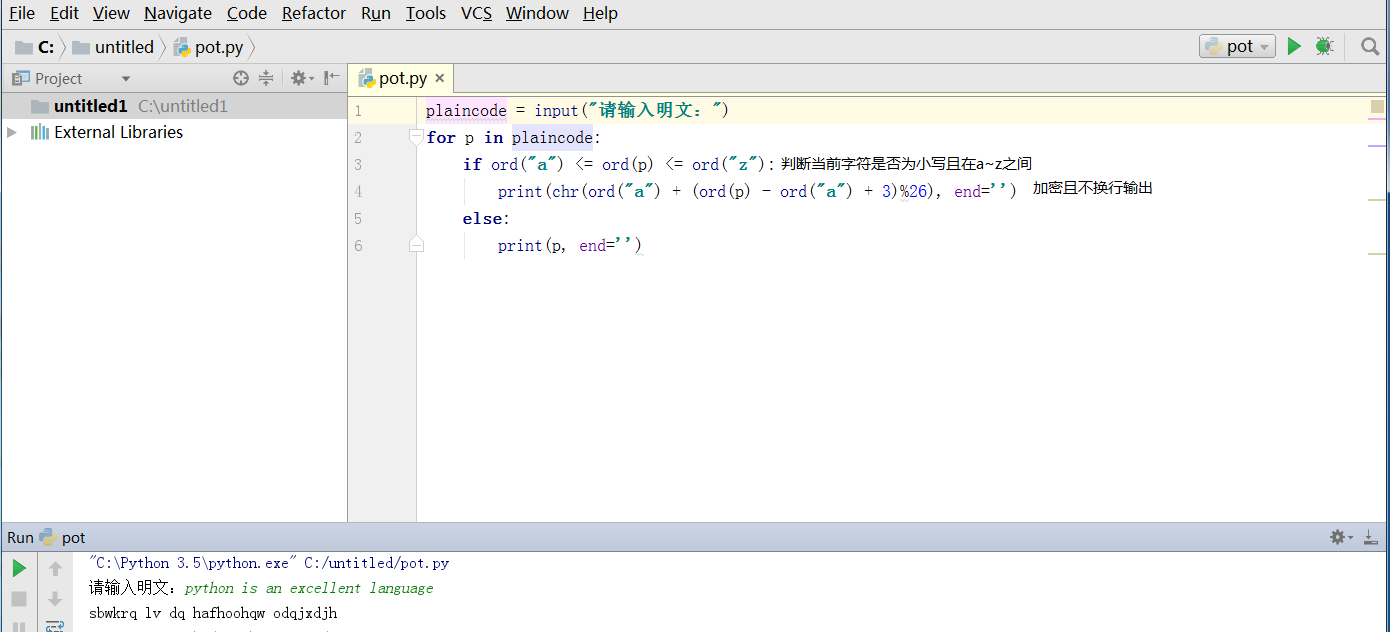 File Edit View Navigate Code Refactor Run Tools VCS Window Help
C: untitled pot.py pot
Project pot.py
untitled1 C:\untitled1
External Libraries
1 plaincode = input("请输入明文：")
2 for p in plaincode:
3 if ord("a") <= ord(p) <= ord("z"): 判断当前字符是否为小写且在a~z之间
4 print(chr(ord("a") + (ord(p) - ord("a") + 3)%26), end='') 加密且不换行输出
5 else:
6 print(p, end='')
Run pot
"C:\Python 3.5\python.exe" C:/untitled/pot.py
请输入明文：python is an excellent language
sbwkrq lv dq hafhoohqw odqjxdjh